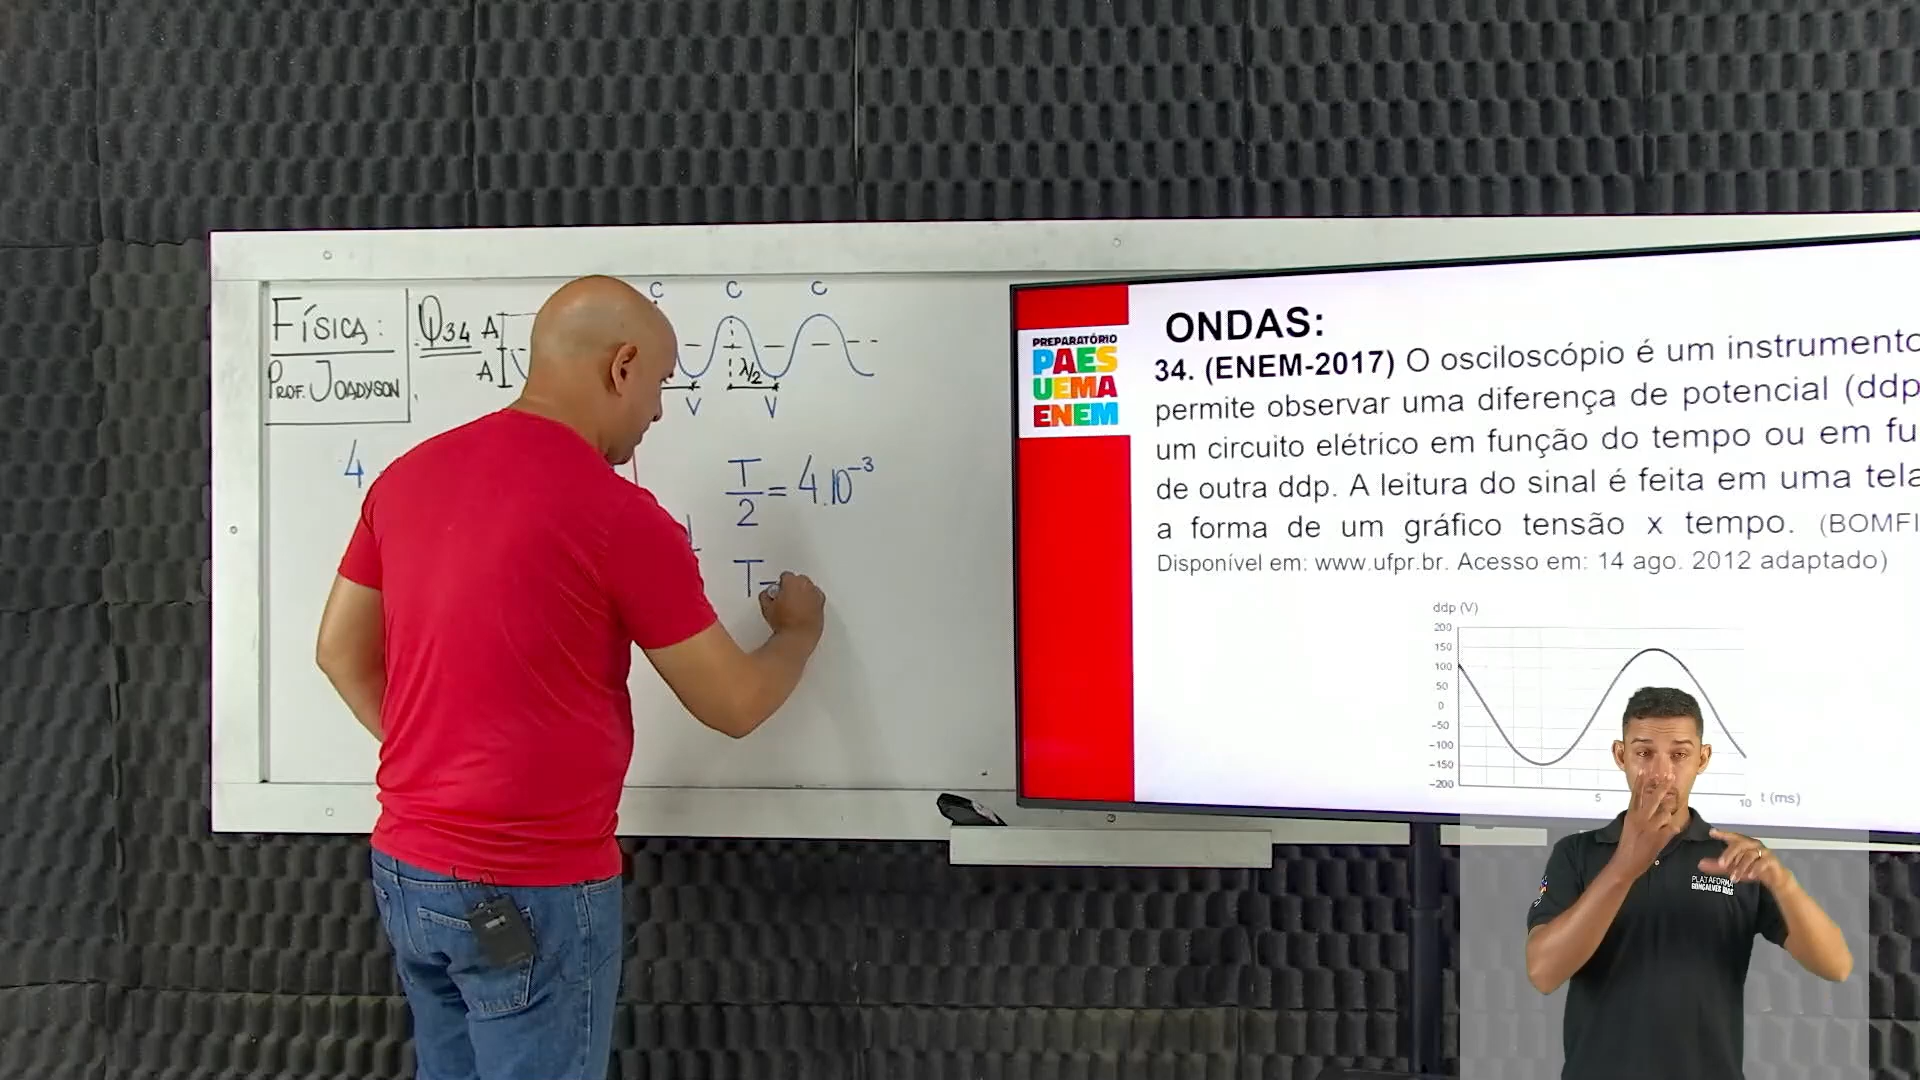 FÍSICA:
PROF. JOADYSON
Q34
A
A
C
C
C
λ/2
V
V
4
T/2 = 4.10⁻³
T=
PREPARATÓRIO
PAES
UEMA
ENEM
ONDAS:
34. (ENEM-2017) O osciloscópio é um instrumento
permite observar uma diferença de potencial (ddp
um circuito elétrico em função do tempo ou em fu
de outra ddp. A leitura do sinal é feita em uma tela
a forma de um gráfico tensão x tempo. (BOMFI
Disponível em: www.ufpr.br. Acesso em: 14 ago. 2012 adaptado)
ddp (V)
200
150
100
50
0
-50
-100
-150
-200
5
10
t (ms)
PLATAFORMA
GONÇALVES DIAS